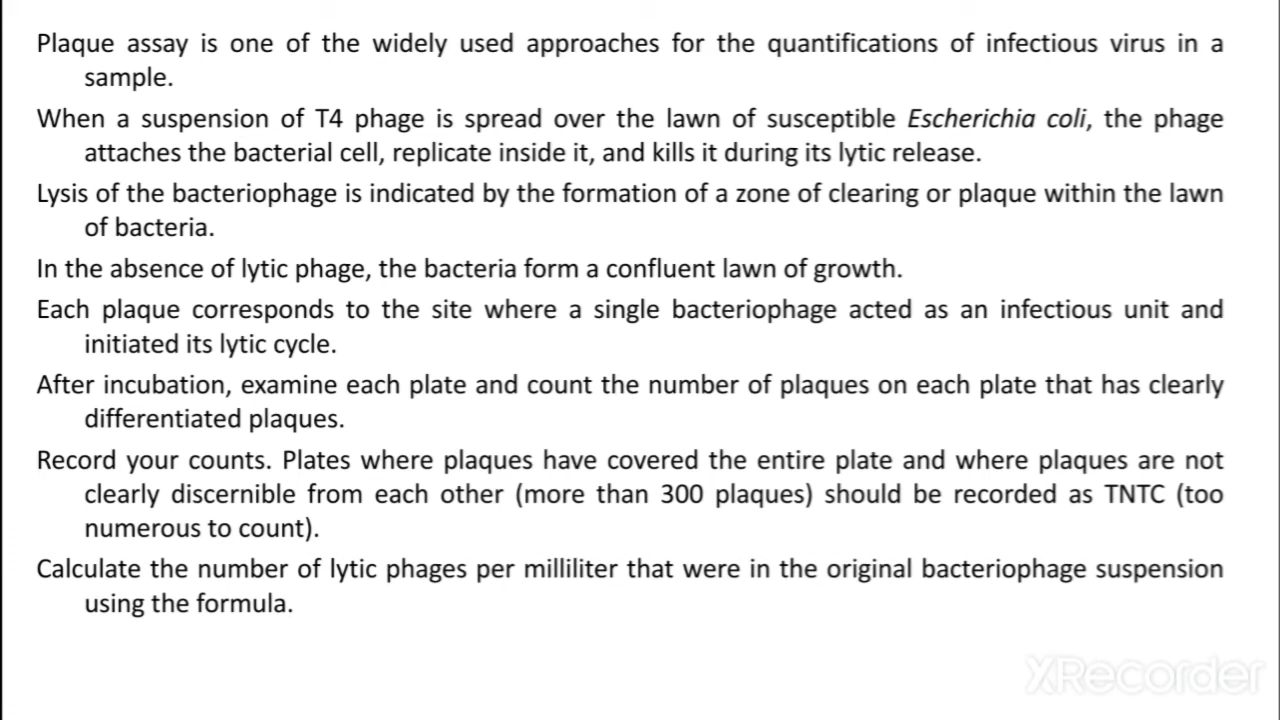 Plaque assay is one of the widely used approaches for the quantifications of infectious virus in a
sample.
When a suspension of T4 phage is spread over the lawn of susceptible Escherichia coli, the phage
attaches the bacterial cell, replicate inside it, and kills it during its lytic release.
Lysis of the bacteriophage is indicated by the formation of a zone of clearing or plaque within the lawn
of bacteria.
In the absence of lytic phage, the bacteria form a confluent lawn of growth.
Each plaque corresponds to the site where a single bacteriophage acted as an infectious unit and
initiated its lytic cycle.
After incubation, examine each plate and count the number of plaques on each plate that has clearly
differentiated plaques.
Record your counts. Plates where plaques have covered the entire plate and where plaques are not
clearly discernible from each other (more than 300 plaques) should be recorded as TNTC (too
numerous to count).
Calculate the number of lytic phages per milliliter that were in the original bacteriophage suspension
using the formula.
XRecorder